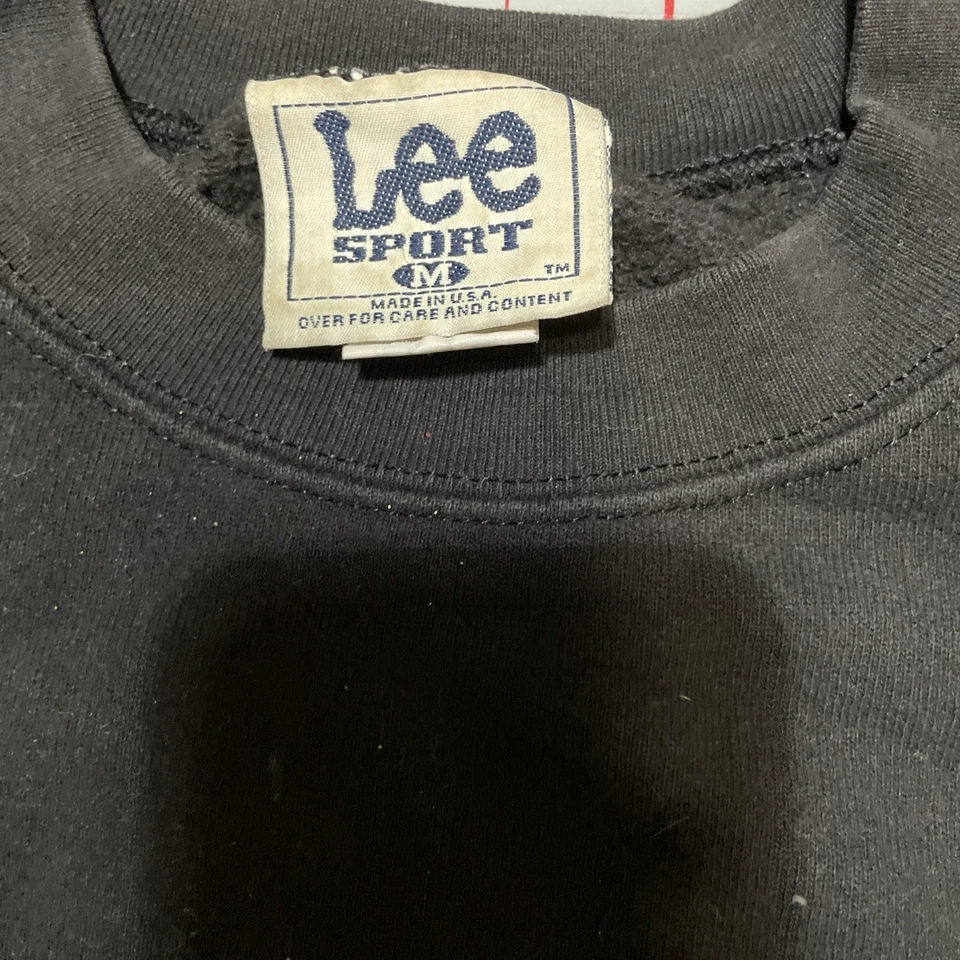 Lee
SPORT
M
TM
MADE IN U.S.A.
OVER FOR CARE AND CONTENT